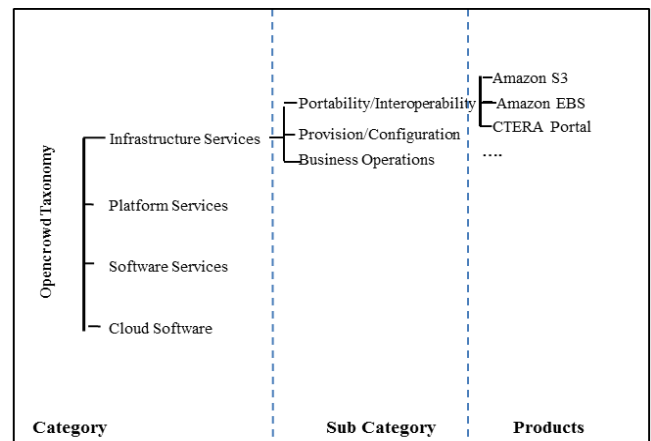 Opencrowd Taxonomy
Infrastructure Services
Platform Services
Software Services
Cloud Software
Portability/Interoperability
Provision/Configuration
Business Operations
Amazon S3
Amazon EBS
CTERA Portal
....
Category
Sub Category
Products